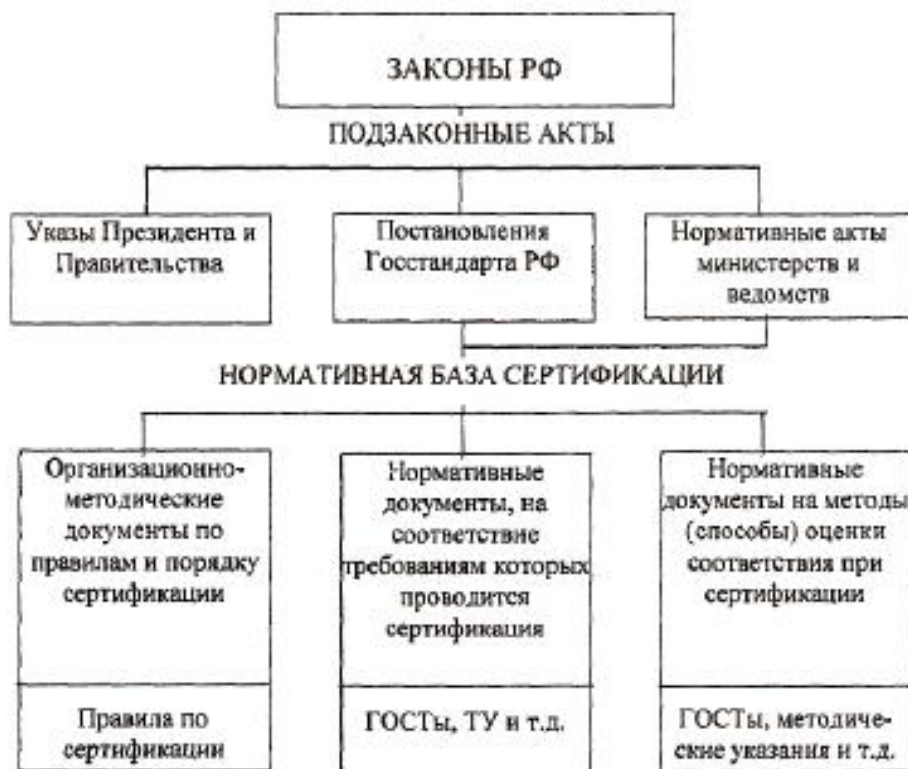 ЗАКОНЫ РФ
ПОДЗАКОННЫЕ АКТЫ
Указы Президента и
Правительства
Постановления
Госстандарта РФ
Нормативные акты
министерств и
ведомств
НОРМАТИВНАЯ БАЗА СЕРТИФИКАЦИИ
Организационно-
методические
документы по
правилам и порядку
сертификации
Нормативные
документы, на
соответствие
требованиям которых
проводится
сертификация
Нормативные
документы на методы
(способы) оценки
соответствия при
сертификации
Правила по
сертификации
ГОСТы, ТУ и т.д.
ГОСТы, методиче-
ские указания и т.д.